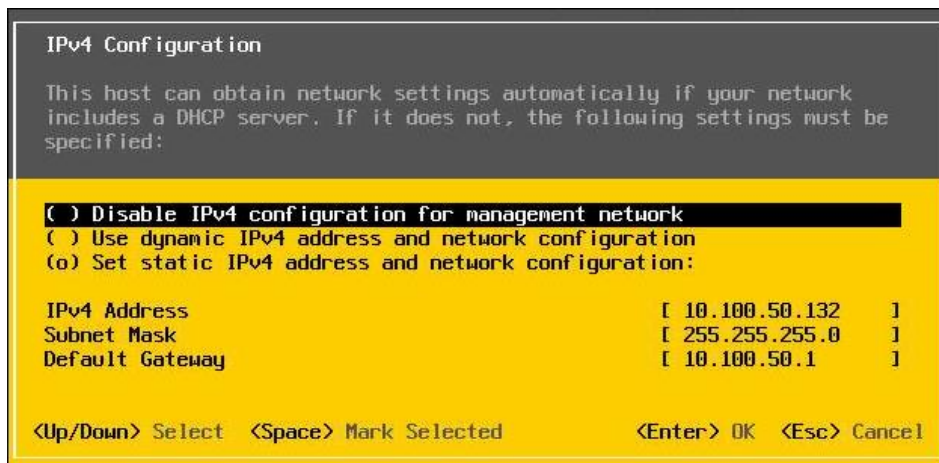 IPv4 Configuration
This host can obtain network settings automatically if your network
includes a DHCP server. If it does not, the following settings must be
specified:
( ) Disable IPv4 configuration for management network
( ) Use dynamic IPv4 address and network configuration
(o) Set static IPv4 address and network configuration:
IPv4 Address [ 10.100.50.132 ]
Subnet Mask [ 255.255.255.0 ]
Default Gateway [ 10.100.50.1 ]
<Up/Down> Select <Space> Mark Selected <Enter> OK <Esc> Cancel